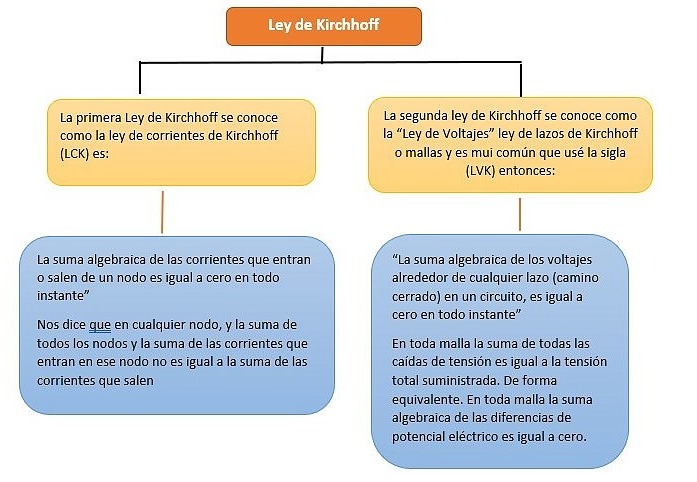 Ley de Kirchhoff
La primera Ley de Kirchhoff se conoce
como la ley de corrientes de Kirchhoff
(LCK) es:
La segunda ley de Kirchhoff se conoce como
la “Ley de Voltajes” ley de lazos de Kirchhoff
o mallas y es mui común que usé la sigla
(LVK) entonces:
La suma algebraica de las corrientes que entran
o salen de un nodo es igual a cero en todo
instante”
Nos dice que en cualquier nodo, y la suma de
todos los nodos y la suma de las corrientes que
entran en ese nodo no es igual a la suma de las
corrientes que salen
“La suma algebraica de los voltajes
alrededor de cualquier lazo (camino
cerrado) en un circuito, es igual a
cero en todo instante”
En toda malla la suma de todas las
caídas de tensión es igual a la tensión
total suministrada. De forma
equivalente. En toda malla la suma
algebraica de las diferencias de
potencial eléctrico es igual a cero.